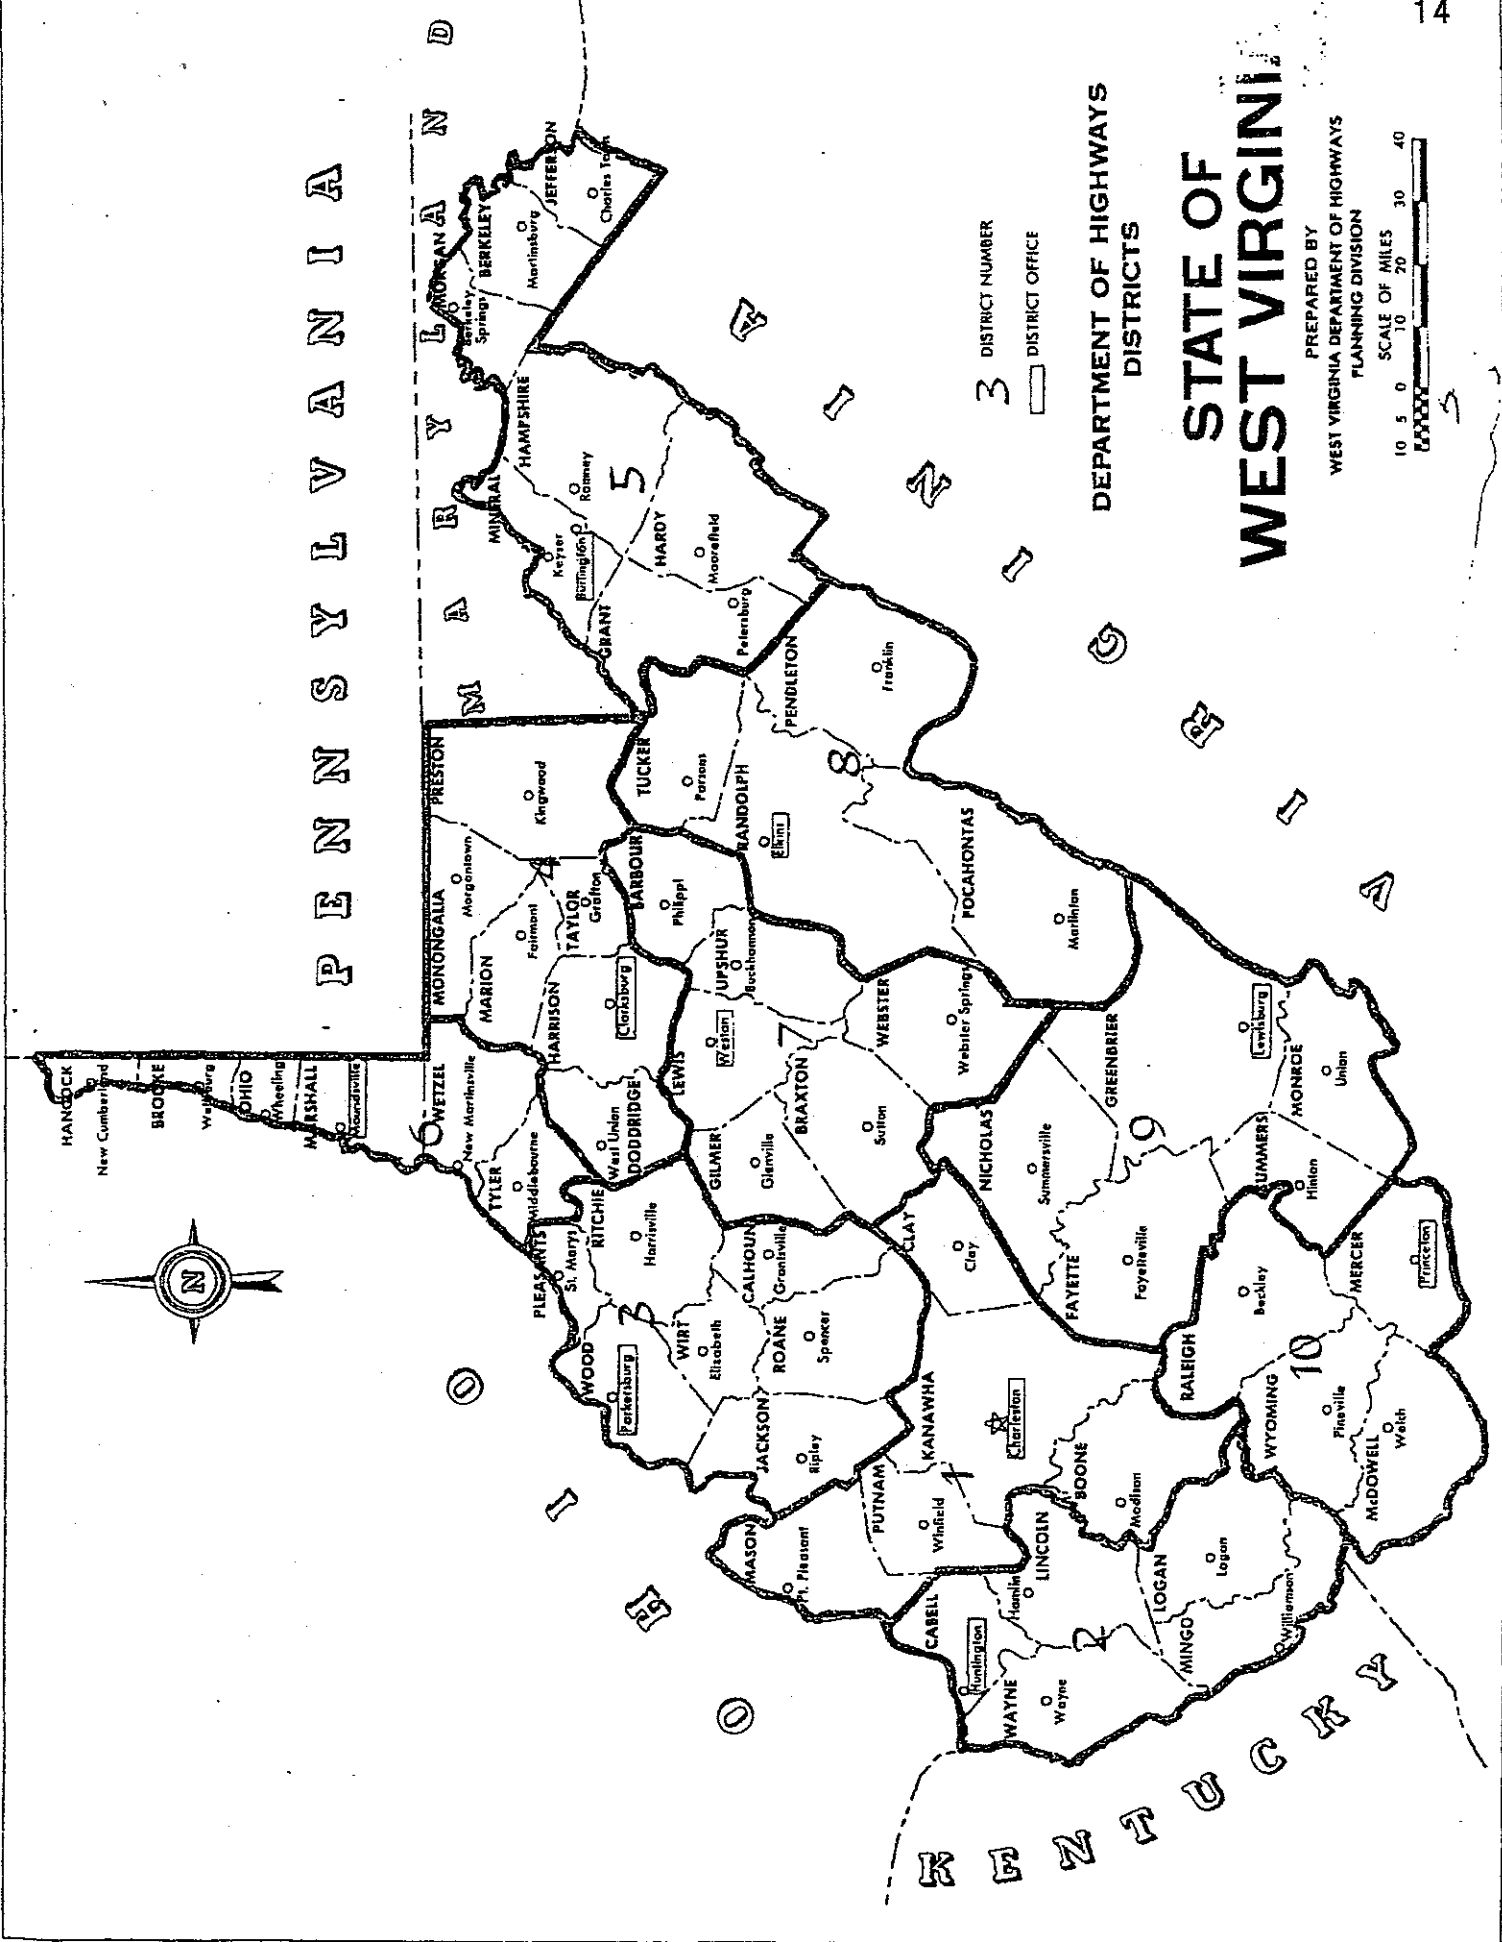 14
PENNSYLVANIA
MARYLAND
OHIO
KENTUCKY
VIRGINIA
N
HANCOCK
New Cumberland
BROOKE
OHIO
Wheeling
MARSHALL
Moundsville
6
WETZEL
New Martinsville
TYLER
Middlebourne
PLEASANTS
St. Marys
RITCHIE
Harrisville
WOOD
Parkersburg
3
WIRT
Elizabeth
CALHOUN
Grantsville
ROANE
Spencer
JACKSON
Ripley
MONONGALIA
Morgantown
MARION
Fairmont
PRESTON
Kingwood
4
TAYLOR
Grafton
HARRISON
Clarksburg
DODDRIDGE
West Union
BARBOUR
Philippi
LEWIS
Weston
UPSHUR
Buckhannon
7
GILMER
Glenville
BRAXTON
Sutton
WEBSTER
Webster Springs
TUCKER
Parsons
RANDOLPH
Elkins
8
PENDLETON
Franklin
POCAHONTAS
Marlinton
MINERAL
Keyser
Burlington
HAMPSHIRE
Romney
5
HARDY
Moorefield
GRANT
Petersburg
MORGAN
Berkeley
Springs
BERKELEY
Martinsburg
JEFFERSON
Charles Town
MASON
Pt. Pleasant
PUTNAM
Winfield
1
KANAWHA
Charleston
CLAY
Clay
BOONE
Madison
CABELL
Huntington
WAYNE
Wayne
LINCOLN
Hamlin
2
LOGAN
Logan
MINGO
Williamson
NICHOLAS
Summersville
FAYETTE
Fayetteville
9
GREENBRIER
Lewisburg
SUMMERS
Hinton
MONROE
Union
RALEIGH
Beckley
10
WYOMING
Pineville
McDOWELL
Welch
MERCER
Princeton
3 DISTRICT NUMBER
DISTRICT OFFICE
DEPARTMENT OF HIGHWAYS
DISTRICTS
STATE OF
WEST VIRGINIA
PREPARED BY
WEST VIRGINIA DEPARTMENT OF HIGHWAYS
PLANNING DIVISION
SCALE OF MILES
10 5 0 10 20 30 40